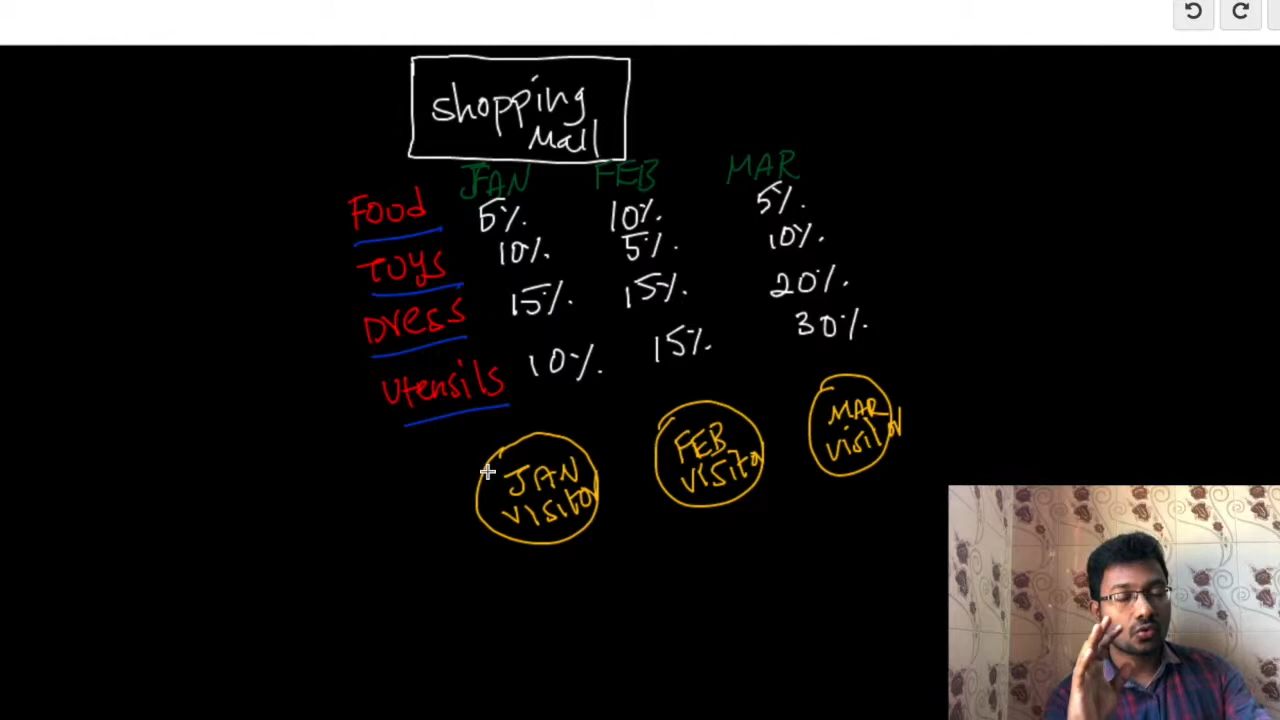 shopping
Mall
JAN FEB MAR
Food 5% 10% 5%
Toys 10% 5% 10%
Dress 15% 15% 20%
Utensils 10% 15% 30%
JAN
visitor
FEB
visitor
MAR
visitor